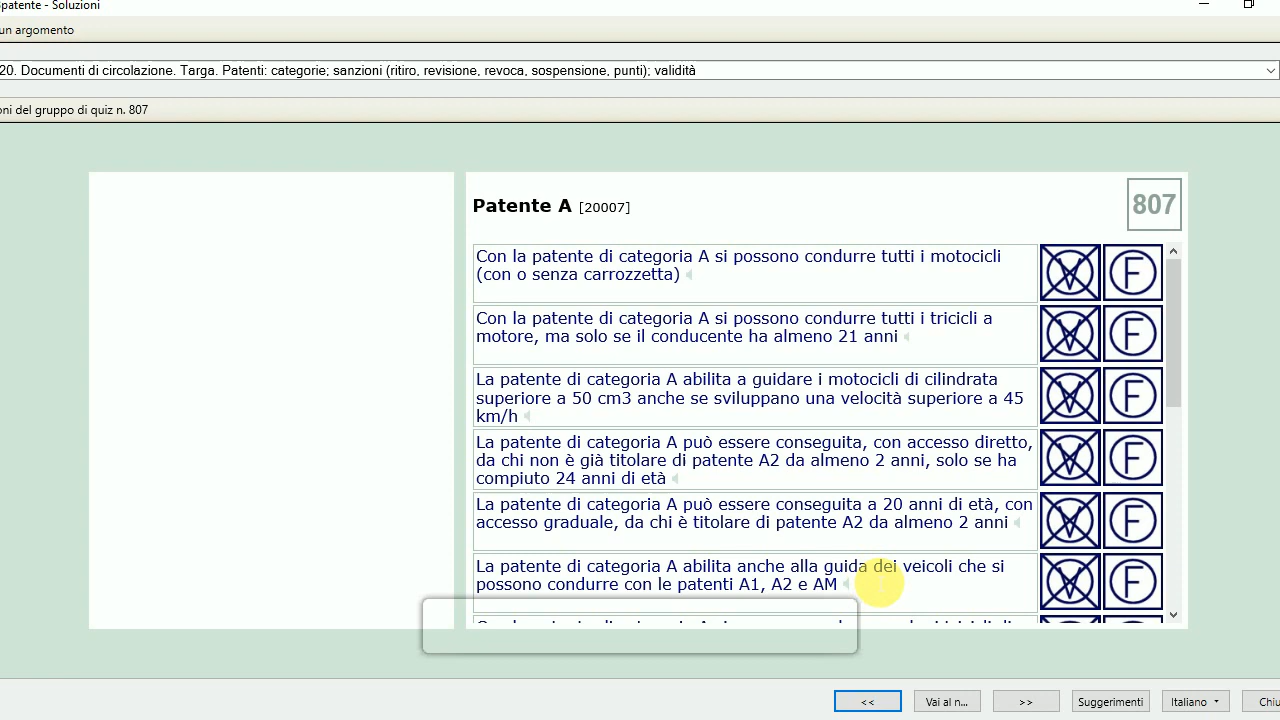 patente - Soluzioni
un argomento
20. Documenti di circolazione. Targa. Patenti: categorie; sanzioni (ritiro, revisione, revoca, sospensione, punti); validità
oni del gruppo di quiz n. 807
Patente A [20007]
807
Con la patente di categoria A si possono condurre tutti i motocicli
(con o senza carrozzetta)
V F
Con la patente di categoria A si possono condurre tutti i tricicli a
motore, ma solo se il conducente ha almeno 21 anni
V F
La patente di categoria A abilita a guidare i motocicli di cilindrata
superiore a 50 cm3 anche se sviluppano una velocità superiore a 45
km/h
V F
La patente di categoria A può essere conseguita, con accesso diretto,
da chi non è già titolare di patente A2 da almeno 2 anni, solo se ha
compiuto 24 anni di età
V F
La patente di categoria A può essere conseguita a 20 anni di età, con
accesso graduale, da chi è titolare di patente A2 da almeno 2 anni
V F
La patente di categoria A abilita anche alla guida dei veicoli che si
possono condurre con le patenti A1, A2 e AM
V F
<< Vai al n... >> Suggerimenti Italiano Chiu